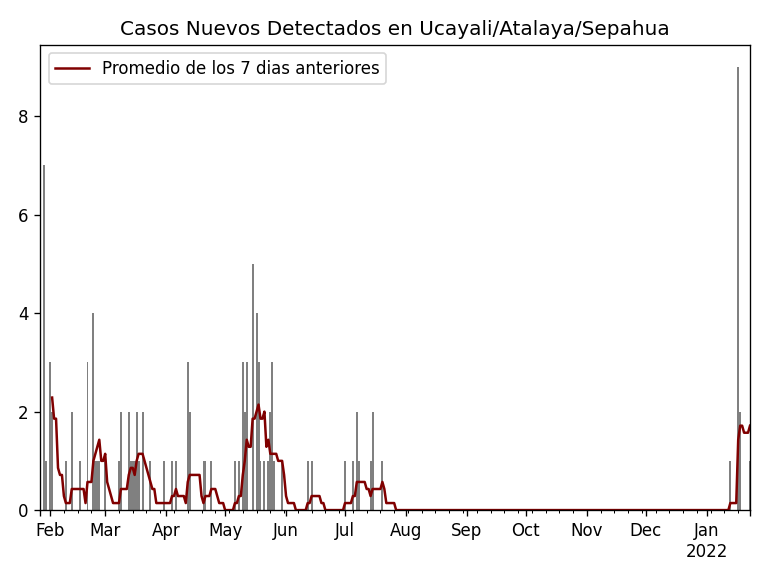 Casos Nuevos Detectados en Ucayali/Atalaya/Sepahua
Promedio de los 7 dias anteriores
8
6
4
2
0
Feb Mar Apr May Jun Jul Aug Sep Oct Nov Dec Jan
2022